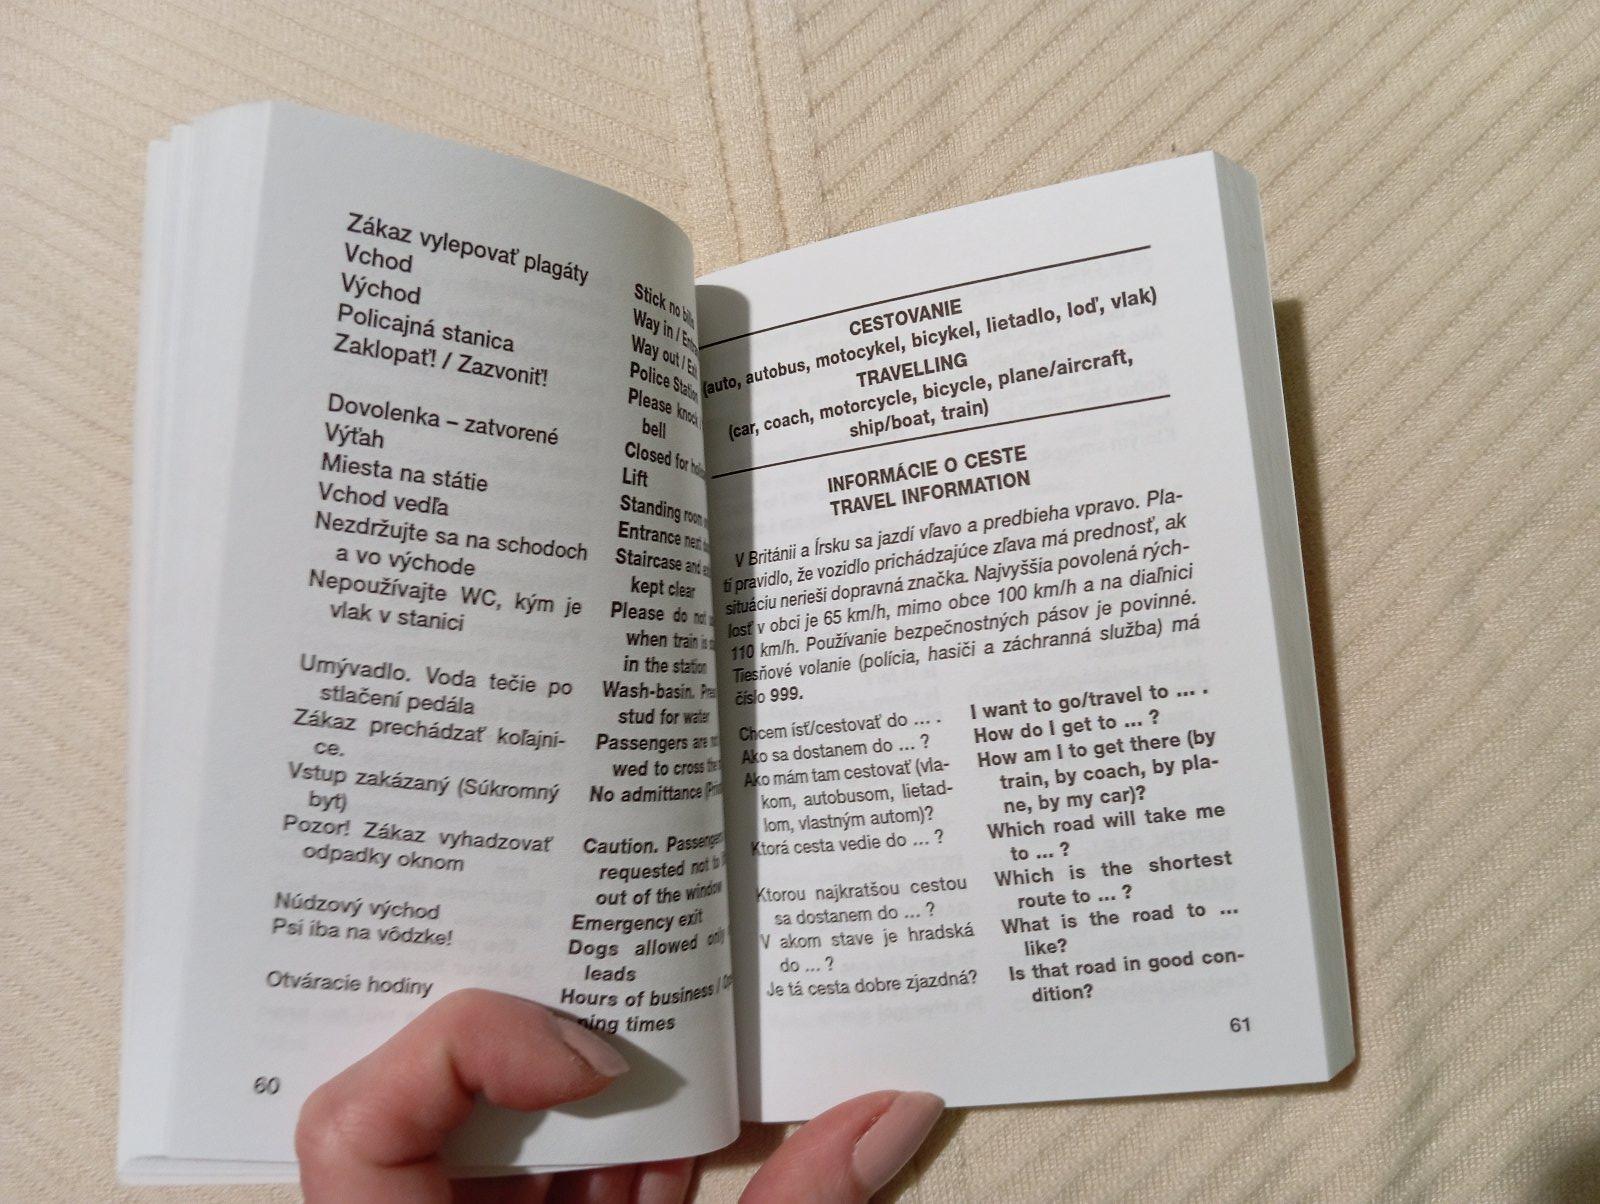 Zákaz vylepovať plagáty
Vchod
Východ
Policajná stanica
Zaklopať! / Zazvoniť!
Dovolenka – zatvorené
Výťah
Miesta na státie
Vchod vedľa
Nezdržujte sa na schodoch
a vo východe
Nepoužívajte WC, kým je
vlak v stanici
Umývadlo. Voda tečie po
stlačení pedála
Zákaz prechádzať koľajni-
ce.
Vstup zakázaný (Súkromný
byt)
Pozor! Zákaz vyhadzovať
odpadky oknom
Núdzový východ
Psi iba na vôdzke!
Otváracie hodiny
60
Stick no bills
Way in /
Way out /
Police Station
Please knock /
bell
Closed for
Lift
Standing room
Entrance next
Staircase and
kept clear
Please do not
when train is
in the station
Wash-basin.
stud for water
Passengers are
wed to cross the
No admittance
Caution.
requested not to
out of the window
Emergency exit
Dogs allowed only
leads
Hours of business /
ning times
CESTOVANIE
(auto, autobus, motocykel, bicykel, lietadlo, loď, vlak)
TRAVELLING
(car, coach, motorcycle, bicycle, plane/aircraft,
ship/boat, train)
INFORMÁCIE O CESTE
TRAVEL INFORMATION
V Británii a Írsku sa jazdí vľavo a predbieha vpravo. Pla-
tí pravidlo, že vozidlo prichádzajúce zľava má prednosť, ak
situáciu nerieši dopravná značka. Najvyššia povolená rých-
losť v obci je 65 km/h, mimo obce 100 km/h a na diaľnici
110 km/h. Používanie bezpečnostných pásov je povinné.
Tiesňové volanie (polícia, hasiči a záchranná služba) má
číslo 999.
Chcem ísť/cestovať do ... .
Ako sa dostanem do ... ?
Ako mám tam cestovať (vla-
kom, autobusom, lietad-
lom, vlastným autom)?
Ktorá cesta vedie do ... ?
Ktorou najkratšou cestou
sa dostanem do ... ?
V akom stave je hradská
do ... ?
Je tá cesta dobre zjazdná?
I want to go/travel to ... .
How do I get to ... ?
How am I to get there (by
train, by coach, by pla-
ne, by my car)?
Which road will take me
to ... ?
Which is the shortest
route to ... ?
What is the road to ...
like?
Is that road in good con-
dition?
61